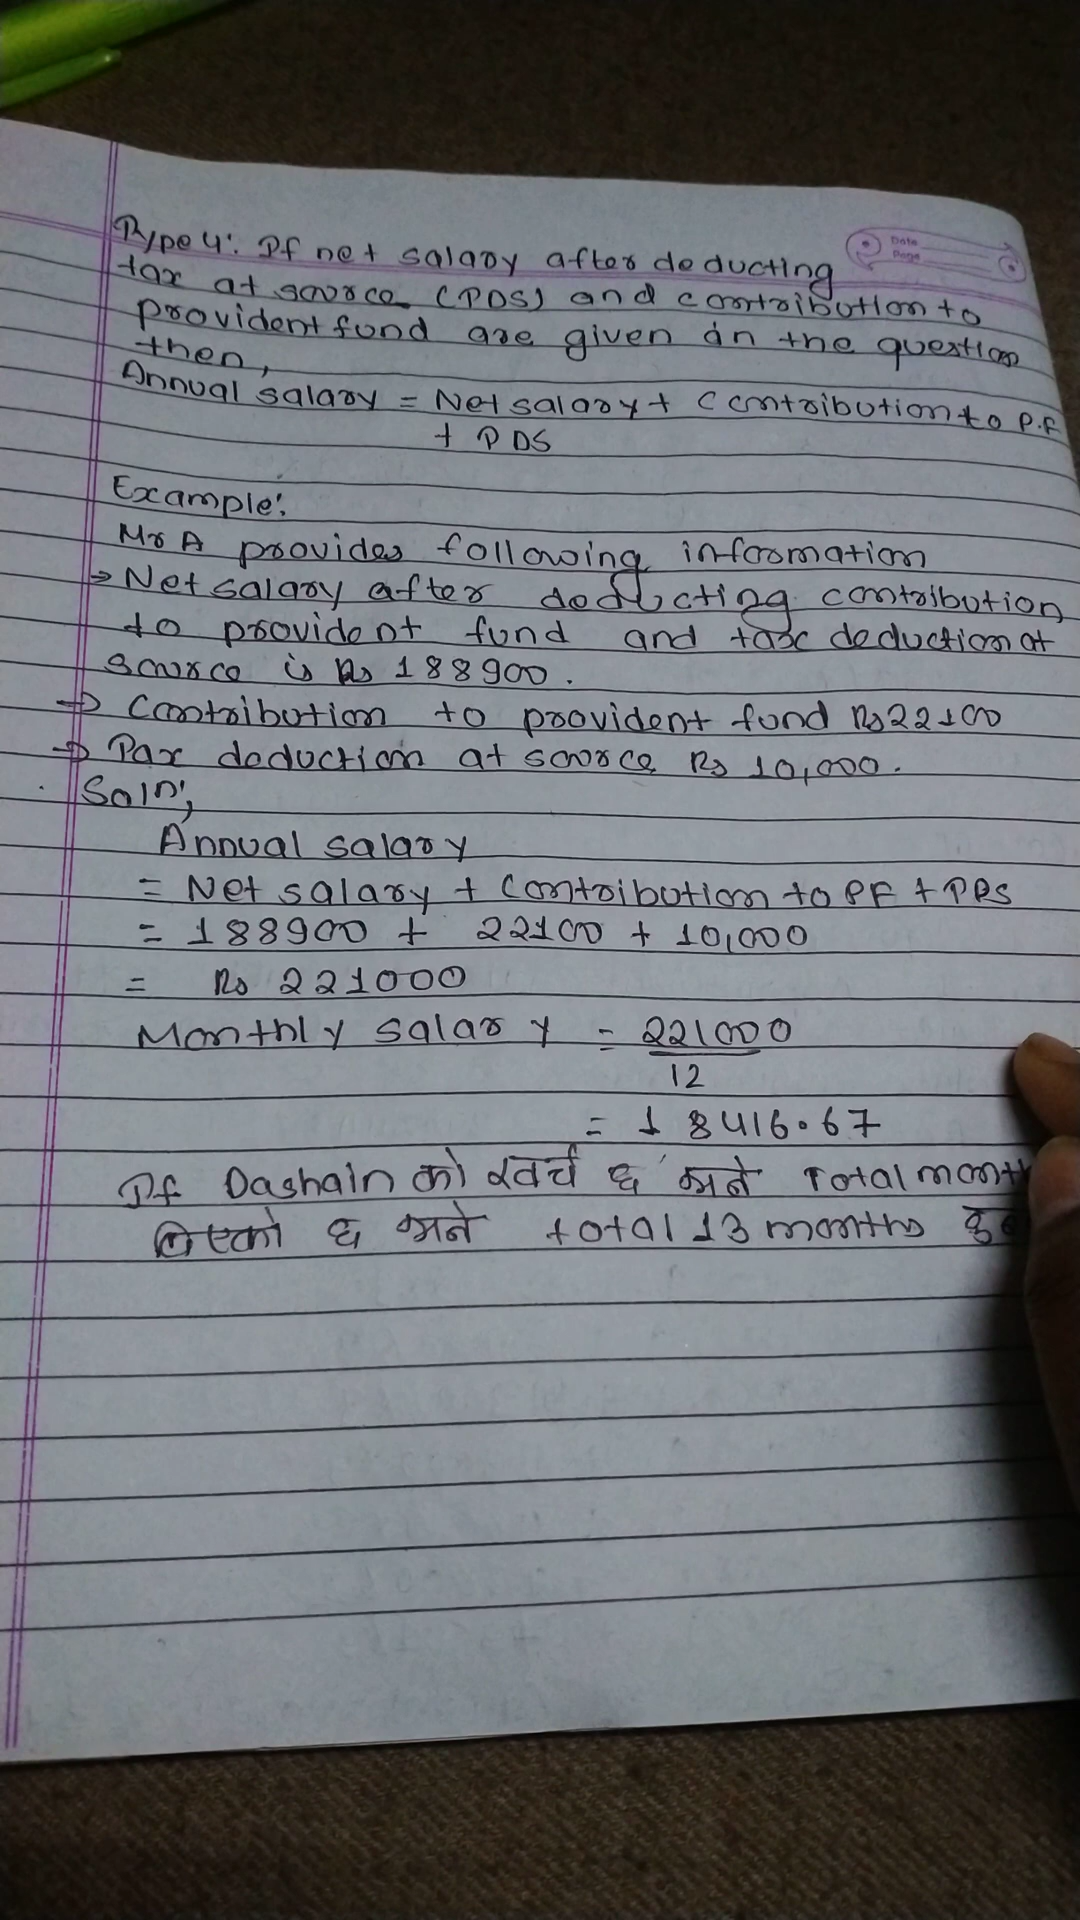 Type 4: If net salary after deducting
Date
Page
tax at source (TDS) and contribution to
provident fund are given in the question
then,
Annual salary = Net salary + Contribution to P.F
+ TDS
Example:
Mr A provides following information
→ Net salary after deducting contribution
to provident fund and tax deduction at
source is Rs 188900.
→ Contribution to provident fund Rs 22100
→ Tax deduction at source Rs 10,000.
Soln;
Annual salary
= Net salary + Contribution to PF + TDS
= 188900 + 22100 + 10,000
= Rs 221000
Monthly salary = 221000
12
= 18416.67
If Dashain को खर्च छ भने Total
दिएको छ भने total 13 months